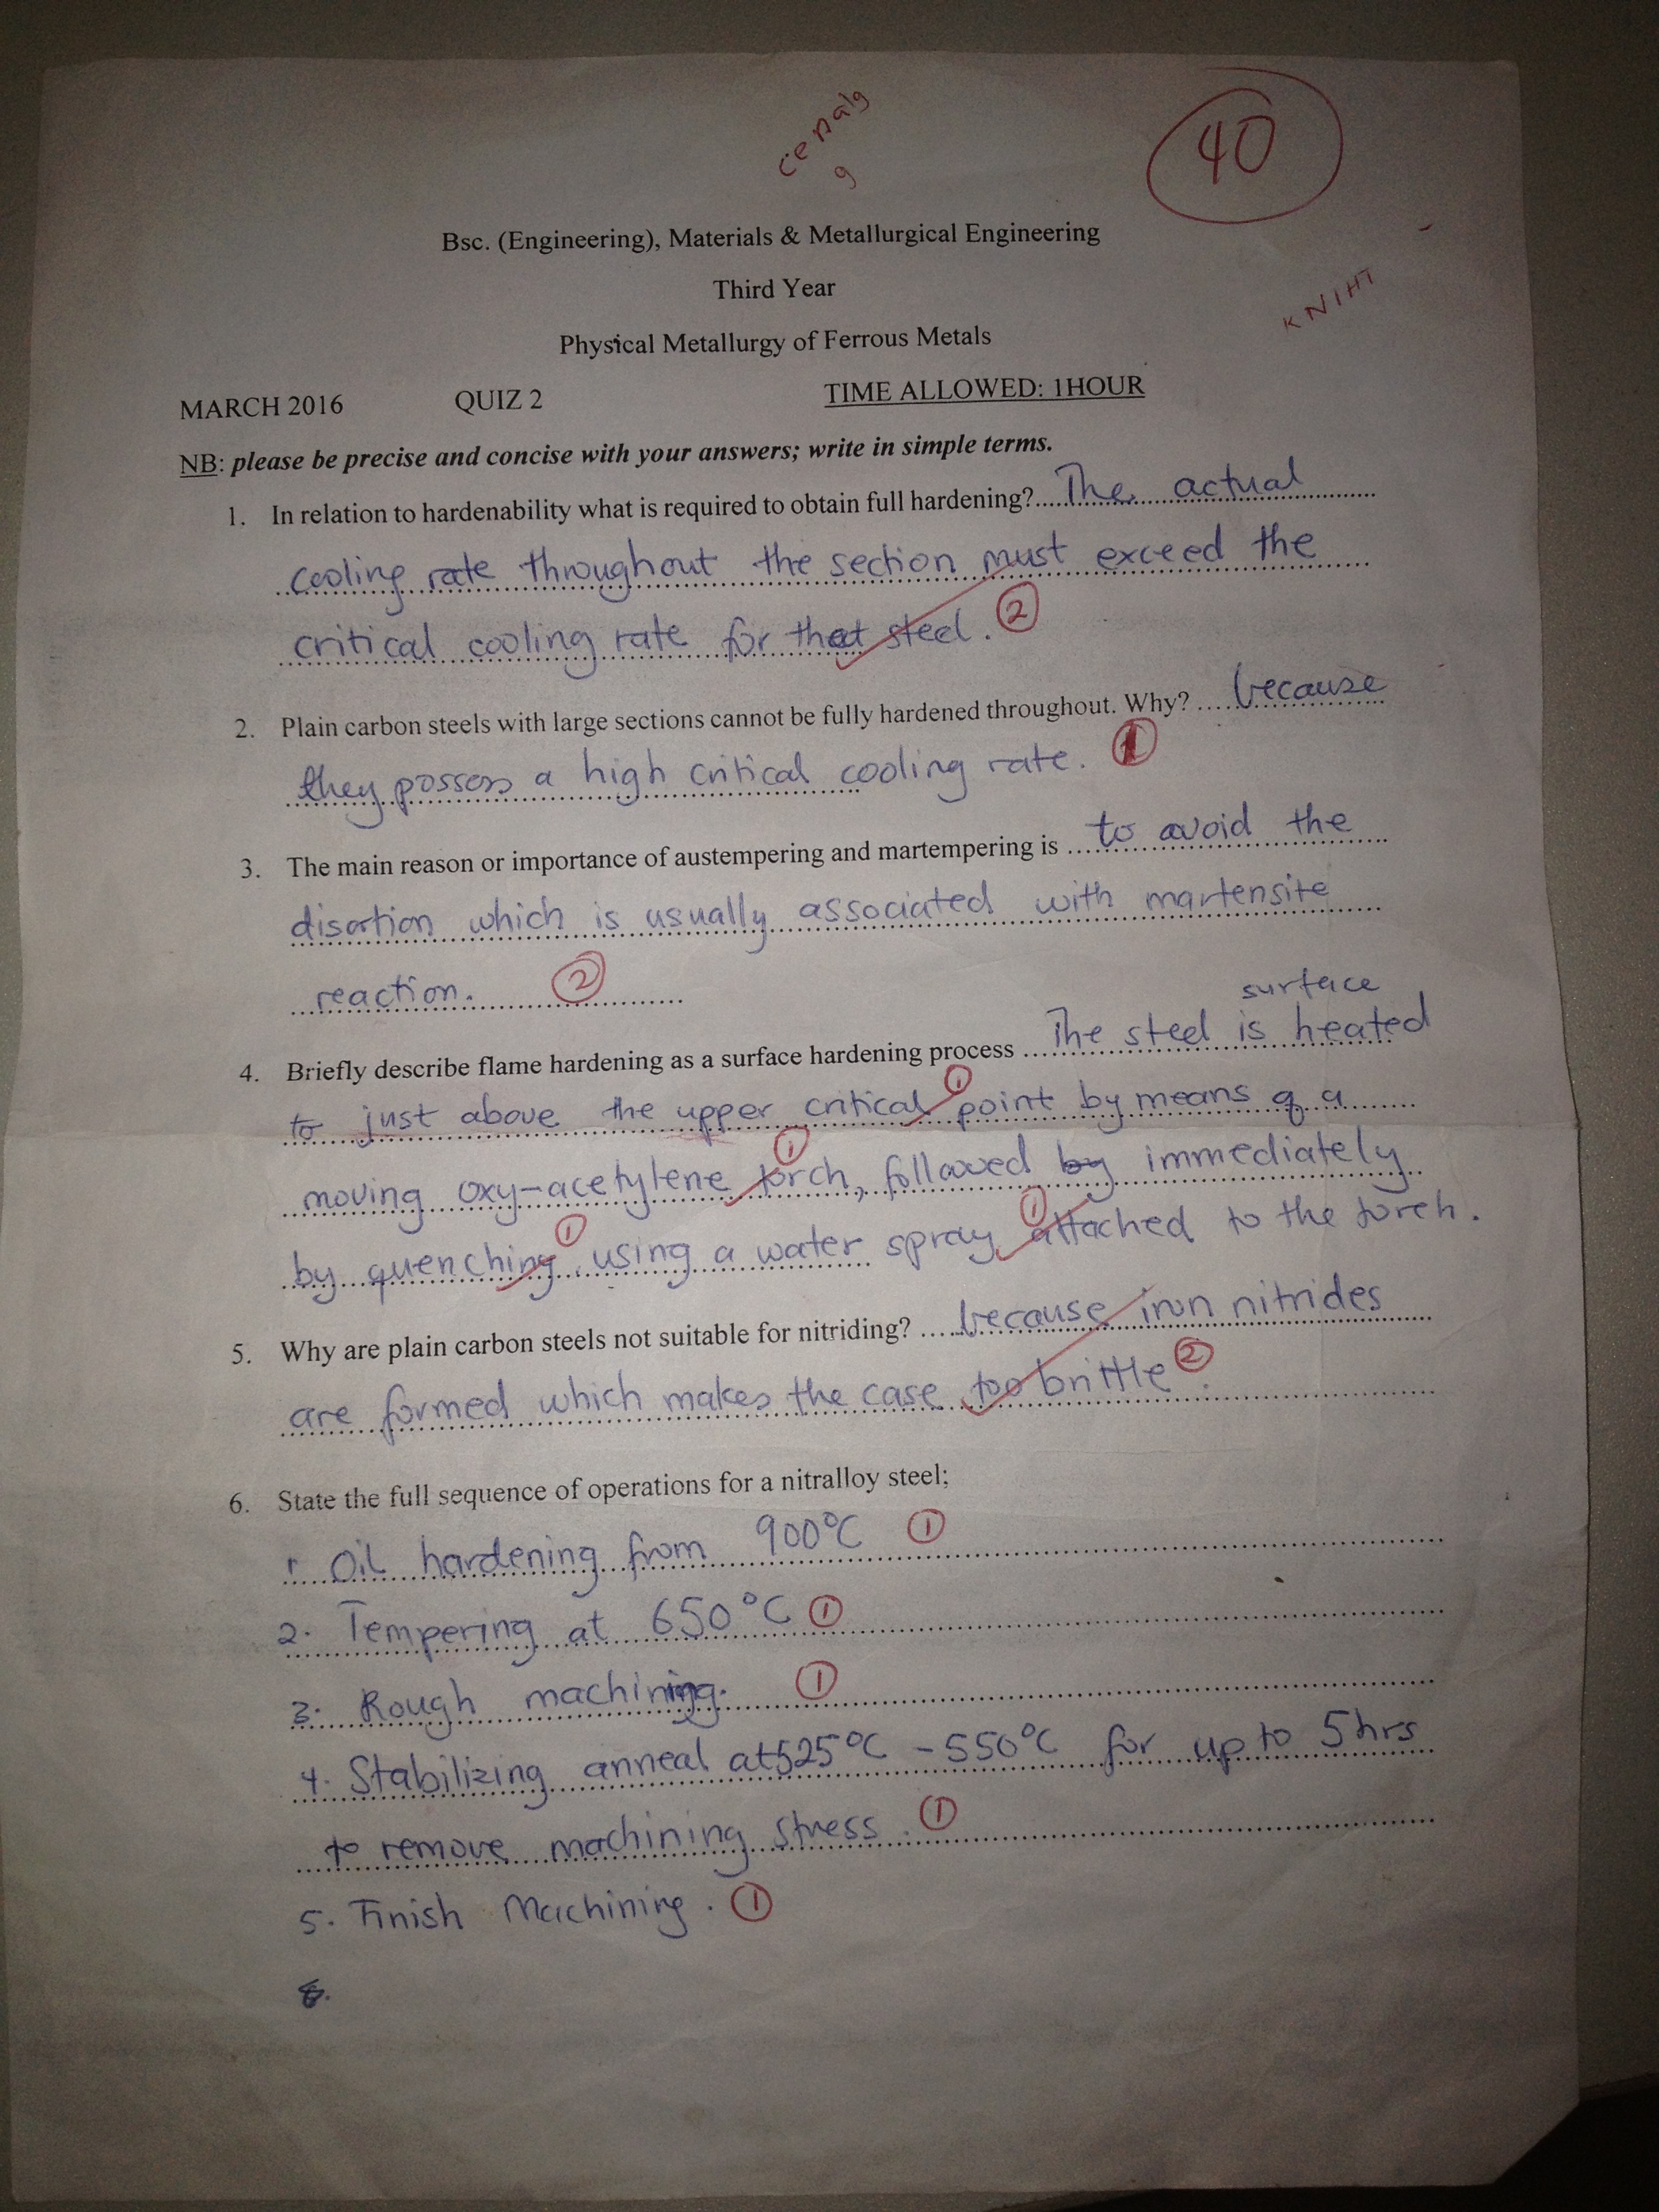 40
Bsc. (Engineering), Materials & Metallurgical Engineering
Third Year
KNIHT
Physical Metallurgy of Ferrous Metals
MARCH 2016 QUIZ 2 TIME ALLOWED: 1HOUR
NB: please be precise and concise with your answers; write in simple terms.
1. In relation to hardenability what is required to obtain full hardening?.....The actual
cooling rate throughout the section must exceed the
critical cooling rate for that steel. 2
2. Plain carbon steels with large sections cannot be fully hardened throughout. Why? ....because
they possess a high critical cooling rate. 1
3. The main reason or importance of austempering and martempering is ....to avoid the
disortion which is usually associated with martensite
reaction. 2
surface
4. Briefly describe flame hardening as a surface hardening process ....The steel is heated
1
to just above the upper critical point by means of a
1
moving oxy-acetylene torch, followed by immediately
1 1
by quenching using a water spray attached to the torch.
5. Why are plain carbon steels not suitable for nitriding? ....because iron nitrides
are formed which makes the case too brittle. 2
6. State the full sequence of operations for a nitralloy steel;
1. Oil hardening from 900°C 1
2. Tempering at 650°C 1
3. Rough machining. 1
4. Stabilizing anneal at 525°C - 550°C for up to 5hrs
to remove machining stress. 1
5. Finish Machining. 1
6.